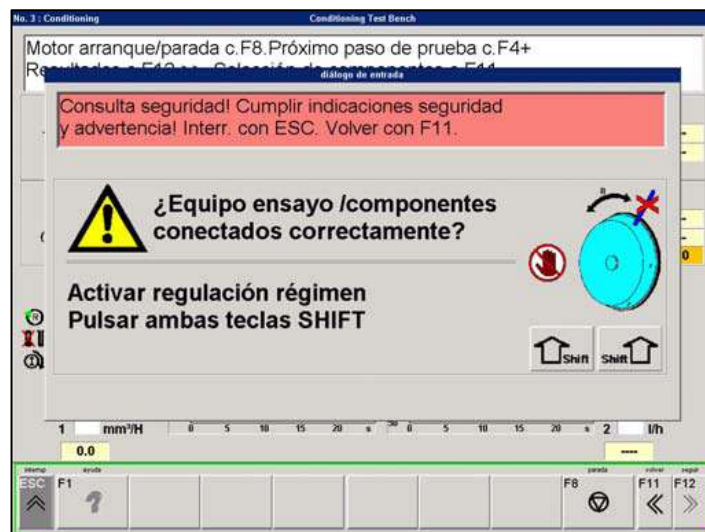 No. 3 : Conditioning
Conditioning Test Bench
Motor arranque/parada c.F8.Próximo paso de prueba c.F4+
diálogo de entrada
Consulta seguridad! Cumplir indicaciones seguridad
y advertencia! Interr. con ESC. Volver con F11.
¿Equipo ensayo /componentes
conectados correctamente?
Activar regulación régimen
Pulsar ambas teclas SHIFT
Shift Shift
1 mm³/H 0 5 10 15 20 s 0 5 10 15 20 s 2 l/h
0.0 ----
interrup ayuda parada volver seguir
ESC F1 F8 F11 F12